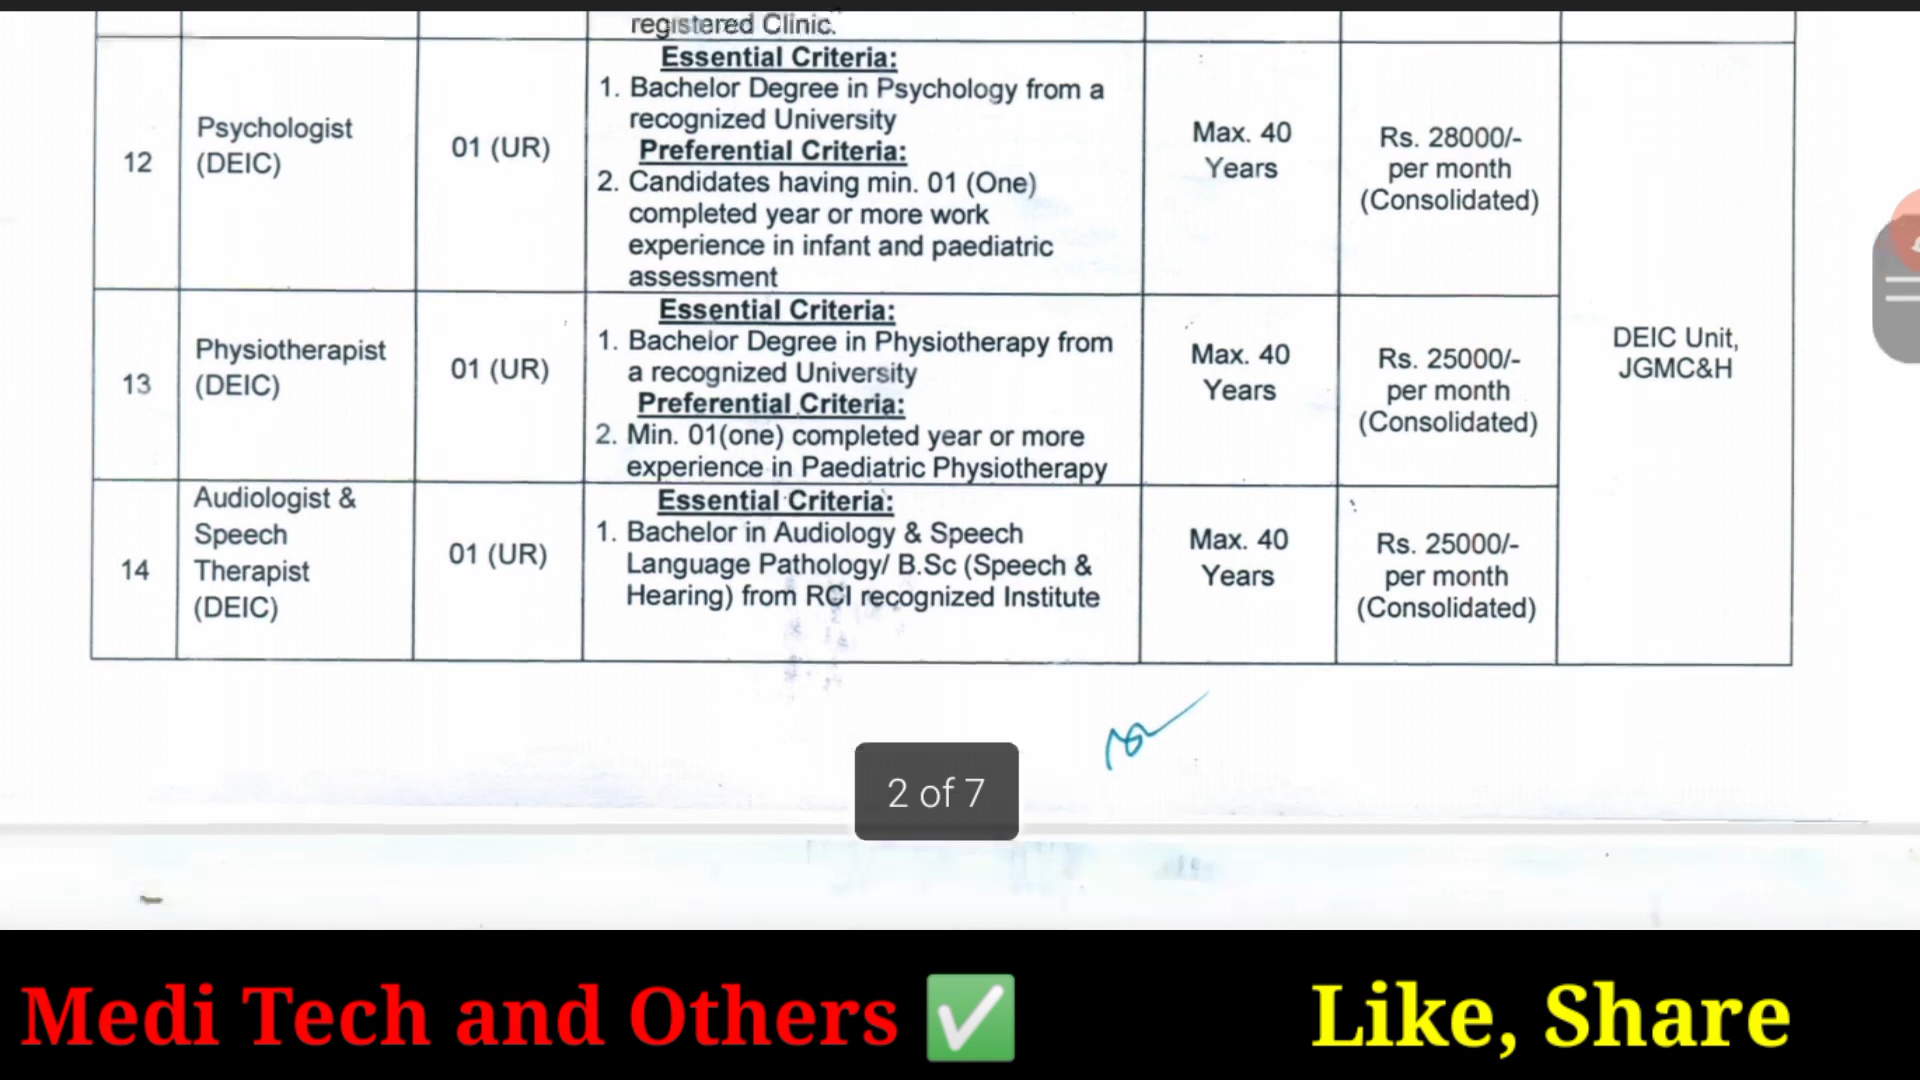 registered Clinic.
12
Psychologist
(DEIC)
01 (UR)
Essential Criteria:
1. Bachelor Degree in Psychology from a
recognized University
Preferential Criteria:
2. Candidates having min. 01 (One)
completed year or more work
experience in infant and paediatric
assessment
Max. 40
Years
Rs. 28000/-
per month
(Consolidated)
13
Physiotherapist
(DEIC)
01 (UR)
Essential Criteria:
1. Bachelor Degree in Physiotherapy from
a recognized University
Preferential Criteria:
2. Min. 01(one) completed year or more
experience in Paediatric Physiotherapy
Max. 40
Years
Rs. 25000/-
per month
(Consolidated)
DEIC Unit,
JGMC&H
14
Audiologist &
Speech
Therapist
(DEIC)
01 (UR)
Essential Criteria:
1. Bachelor in Audiology & Speech
Language Pathology/ B.Sc (Speech &
Hearing) from RCI recognized Institute
Max. 40
Years
Rs. 25000/-
per month
(Consolidated)
2 of 7
Medi Tech and Others ✅
Like, Share